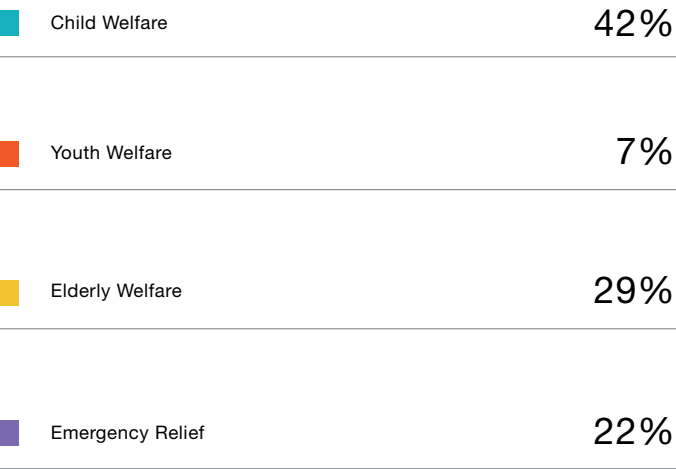 Child Welfare 42%
Youth Welfare 7%
Elderly Welfare 29%
Emergency Relief 22%